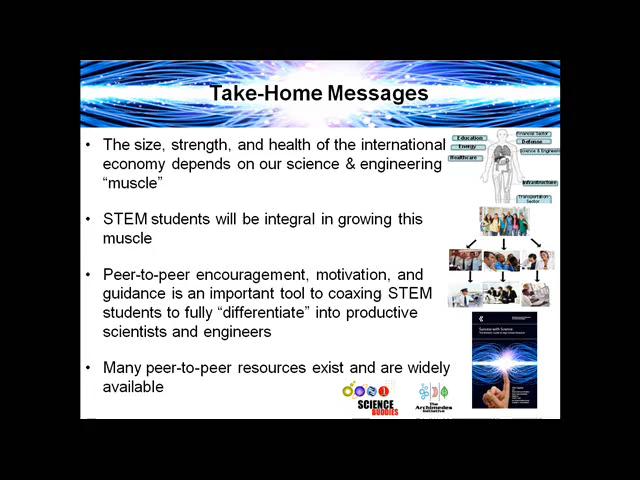 Take-Home Messages
• The size, strength, and health of the international
economy depends on our science & engineering
“muscle”
• STEM students will be integral in growing this
muscle
• Peer-to-peer encouragement, motivation, and
guidance is an important tool to coaxing STEM
students to fully “differentiate” into productive
scientists and engineers
• Many peer-to-peer resources exist and are widely
available
Education
Energy
Healthcare
Financial Sector
Defense
Science & Engineer
Infrastructure
Transportation
Sector
Success with Science
SCIENCE
BUDDIES
The
Archimedes
Initiative